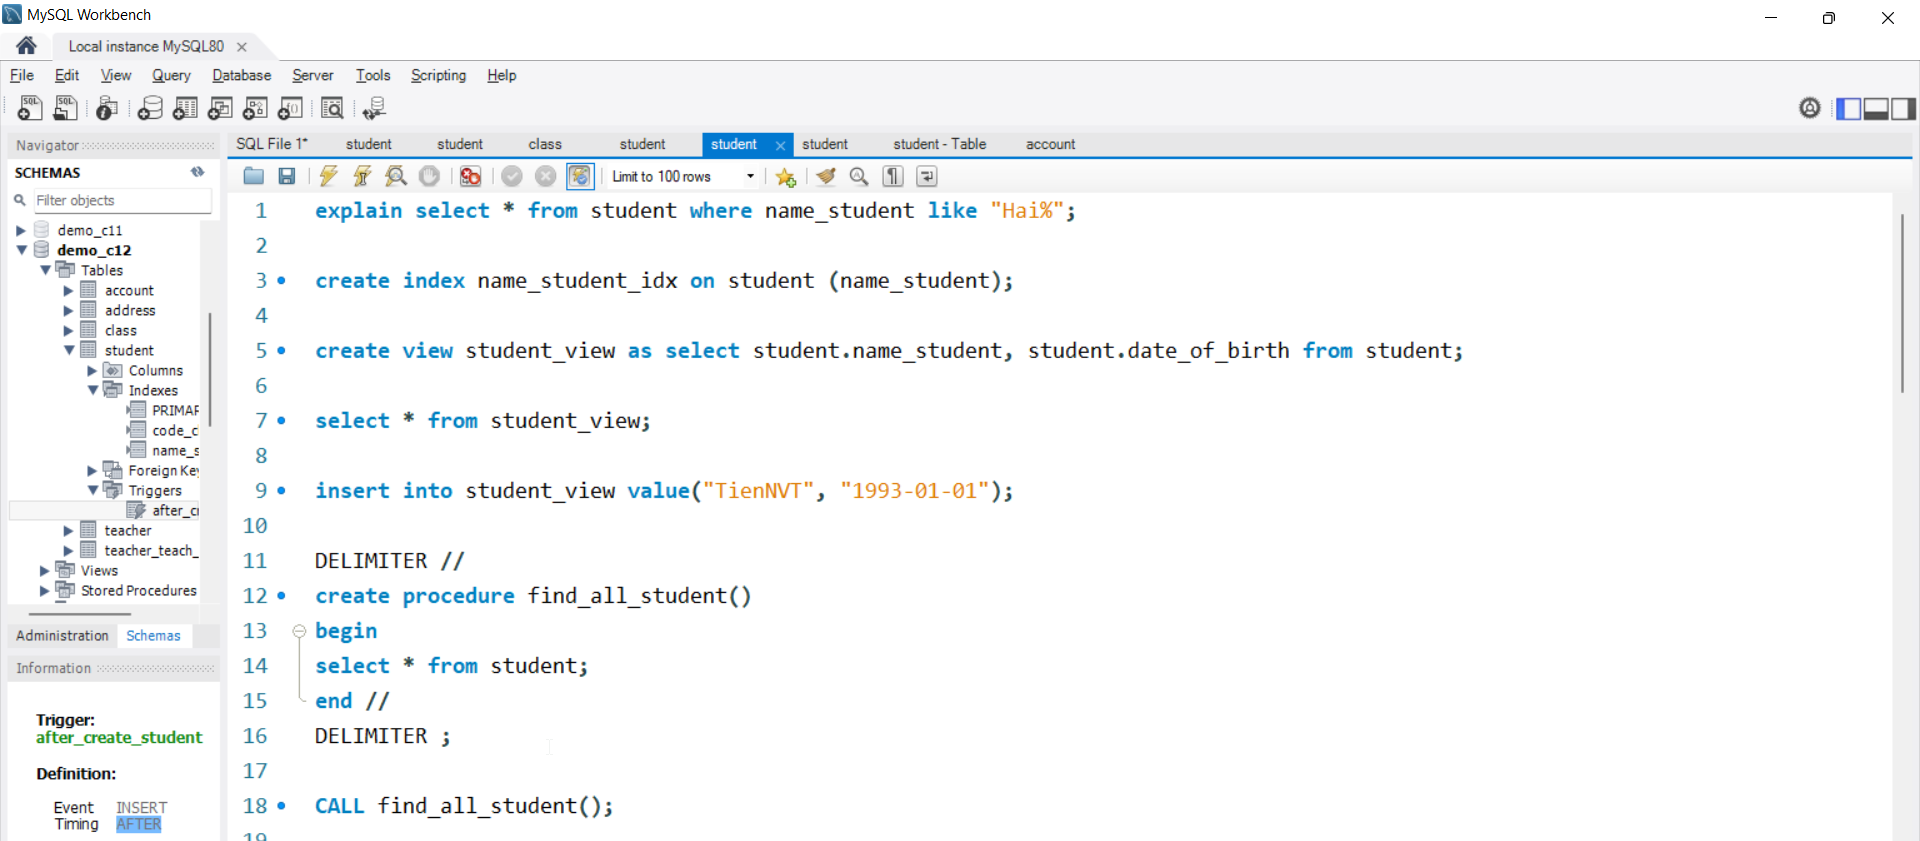 MySQL Workbench
Local instance MySQL80
File Edit View Query Database Server Tools Scripting Help
Navigator
SCHEMAS
Filter objects
demo_c11
demo_c12
Tables
account
address
class
student
Columns
Indexes
PRIMAR
code_c
name_s
Foreign Key
Triggers
after_cr
teacher
teacher_teach_
Views
Stored Procedures
Administration Schemas
Information
Trigger:
after_create_student
Definition:
Event INSERT
Timing AFTER
SQL File 1* student student class student student student student - Table account
Limit to 100 rows
1 explain select * from student where name_student like "Hai%";
2
3 create index name_student_idx on student (name_student);
4
5 create view student_view as select student.name_student, student.date_of_birth from student;
6
7 select * from student_view;
8
9 insert into student_view value("TienNVT", "1993-01-01");
10
11 DELIMITER //
12 create procedure find_all_student()
13 begin
14 select * from student;
15 end //
16 DELIMITER ;
17
18 CALL find_all_student();
19